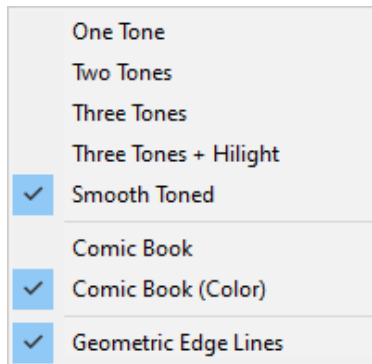 One Tone
Two Tones
Three Tones
Three Tones + Hilight
Smooth Toned
Comic Book
Comic Book (Color)
Geometric Edge Lines